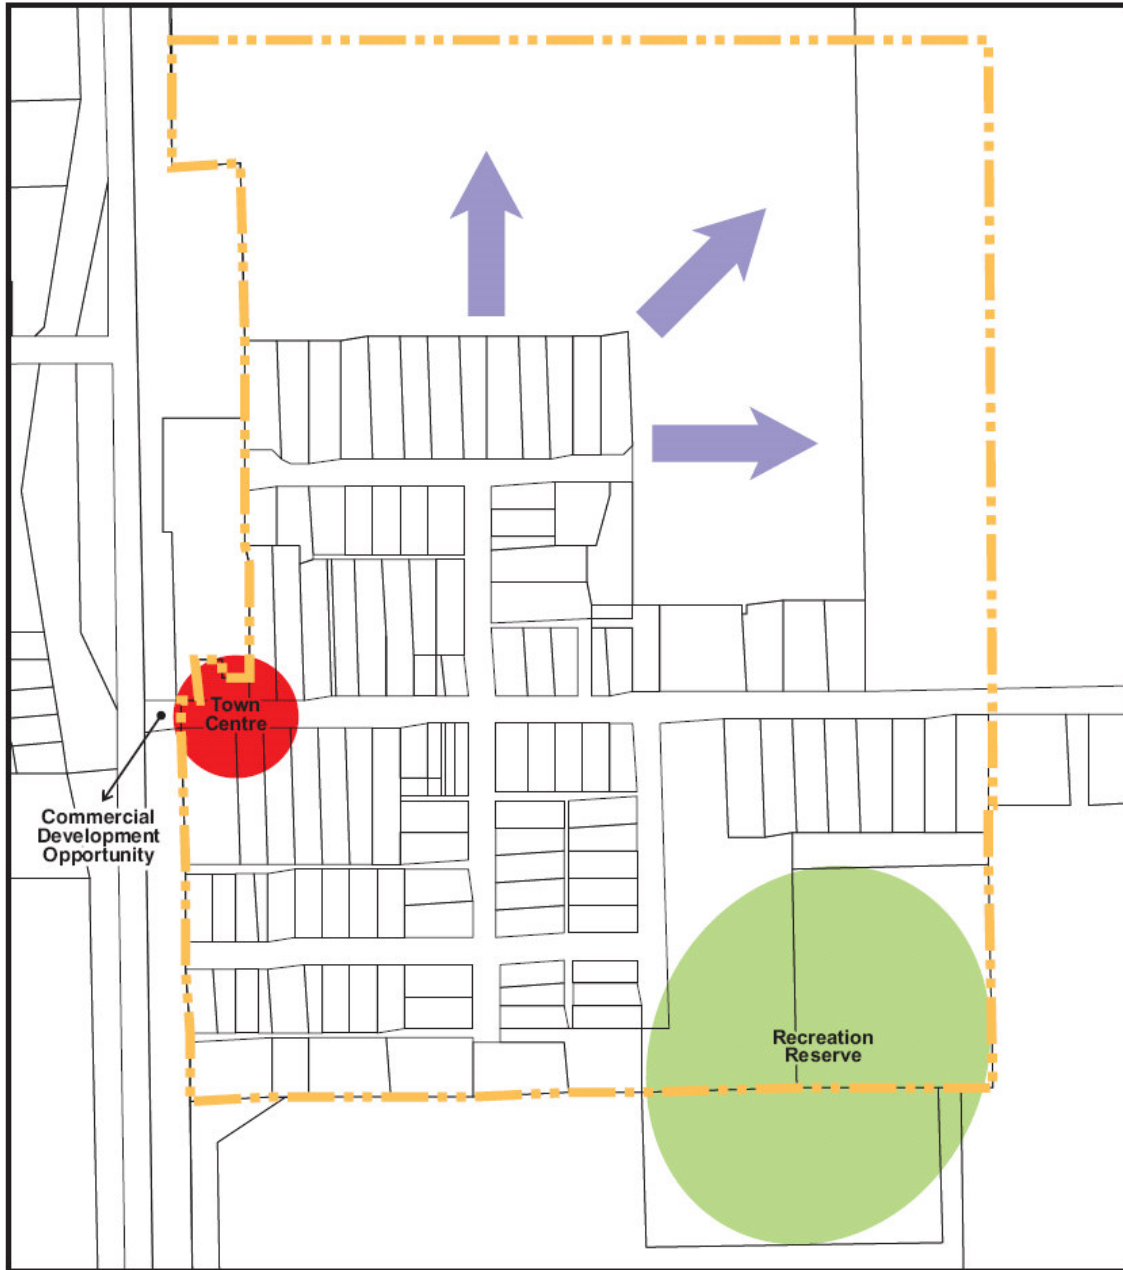 Town
Centre
Commercial
Development
Opportunity
Recreation
Reserve